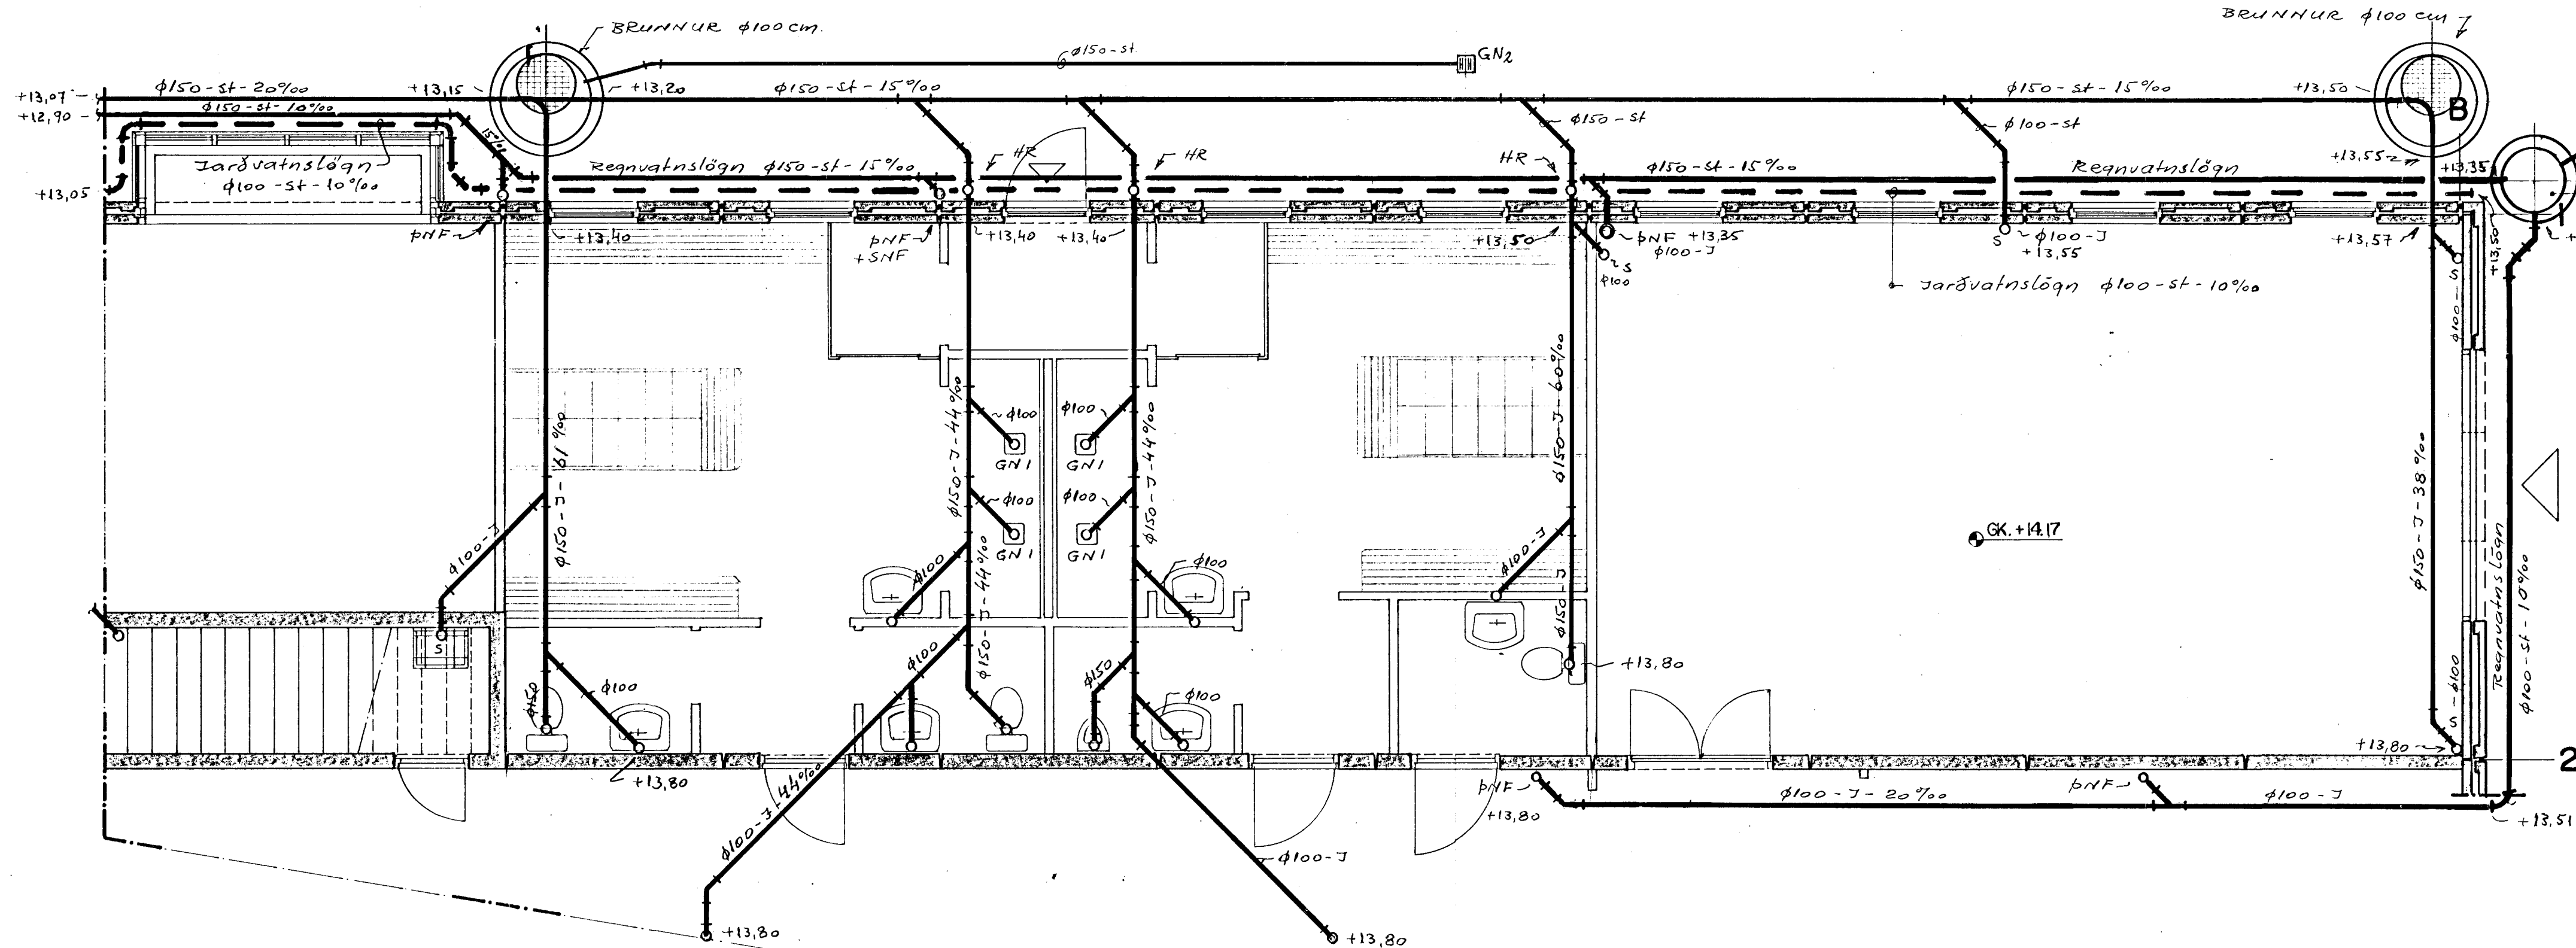 BRUNNUR φ100 cm.
BRUNNUR φ100 cm
φ150-st.
GN2
+13,07
φ150-st-20‰
+13,15
+13,20
φ150-st-15‰
φ150-st-15‰
+13,50
+12,90
φ150-st-10‰
15‰
φ150-st
φ100-st
B
Jarðvatnslögn
φ100-st-10‰
+13,05
Regnvatnslögn φ150-st-15‰
HR
HR
HR
φ150-st-15‰
Regnvatnslögn
+13,55
+13,35
ÞNF
+13,40
ÞNF
+SNF
+13,40
+13,40
+13,50
ÞNF +13,35
φ100-J
S
φ100
S
φ100-J
+13,55
+13,57
+13,50
S
φ100
Jarðvatnslögn φ100-st-10‰
φ150-J-61‰
φ100-J
φ150-J-44‰
φ100
GN1
φ100
GN1
φ100
GN1
φ100
GN1
φ150-J-44‰
φ150-J-60‰
φ100-J
φ150-J
GK. +14.17
φ150-J-38‰
Regnvatnslögn
φ100-st-10‰
φ100
φ150-J-44‰
φ100
S
φ150
φ100
φ100
φ150
φ100
+13,80
S
φ100
+13,80
+13,80
2
φ100-J-44‰
φ100-J
ÞNF
+13,80
φ100-J-20‰
ÞNF
φ100-J
+13,51
+13,80
+13,80